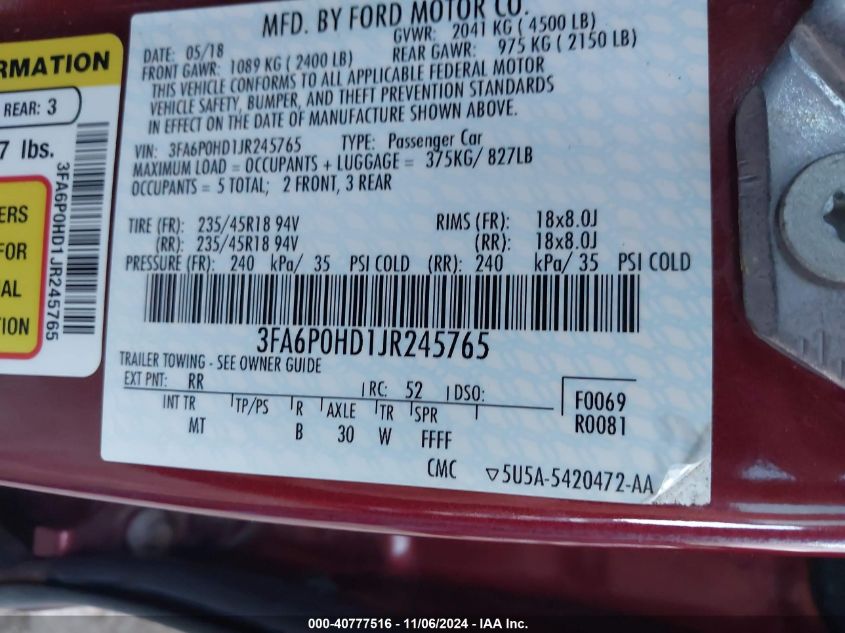 MFD. BY FORD MOTOR CO.
DATE: 05/18
GVWR: 2041 KG ( 4500 LB)
FRONT GAWR: 1089 KG ( 2400 LB)
REAR GAWR: 975 KG ( 2150 LB)
THIS VEHICLE CONFORMS TO ALL APPLICABLE FEDERAL MOTOR
VEHICLE SAFETY, BUMPER, AND THEFT PREVENTION STANDARDS
IN EFFECT ON THE DATE OF MANUFACTURE SHOWN ABOVE.
VIN: 3FA6P0HD1JR245765 TYPE: Passenger Car
MAXIMUM LOAD = OCCUPANTS + LUGGAGE = 375KG/ 827LB
OCCUPANTS = 5 TOTAL; 2 FRONT, 3 REAR
TIRE (FR): 235/45R18 94V RIMS (FR): 18x8.0J
(RR): 235/45R18 94V (RR): 18x8.0J
PRESSURE (FR): 240 kPa/ 35 PSI COLD (RR): 240 kPa/ 35 PSI COLD
3FA6P0HD1JR245765
TRAILER TOWING - SEE OWNER GUIDE
EXT PNT: RR RC: 52 DSO:
INT TR TP/PS R AXLE TR SPR
MT B 30 W FFFF
F0069
R0081
CMC 5U5A-5420472-AA
ORMATION
REAR: 3
7 lbs.
3FA6P0HD1JR245765
ERS
FOR
AL
TION
000-40777516 - 11/06/2024 - IAA Inc.